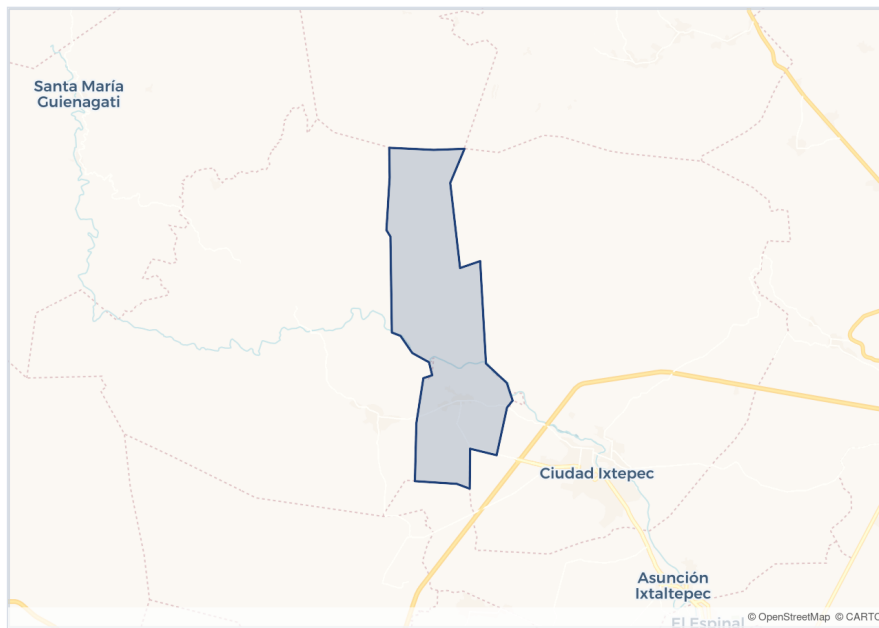 Santa María
Guienagati
Ciudad Ixtepec
Asunción
Ixtaltepec
El Espinal
© OpenStreetMap © CARTO